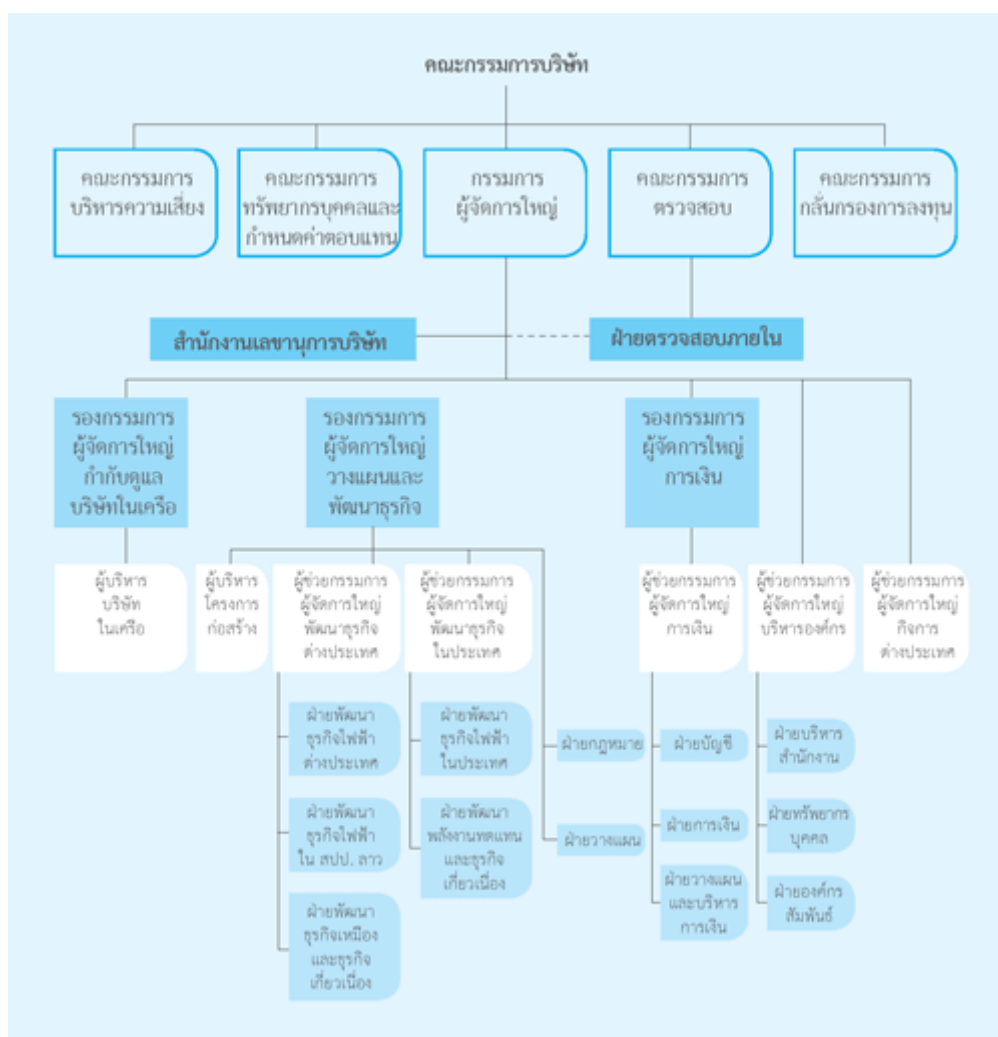 คณะกรรมการบริษัท
คณะกรรมการ
บริหารความเสี่ยง
คณะกรรมการ
ทรัพยากรบุคคลและ
กำหนดค่าตอบแทน
กรรมการ
ผู้จัดการใหญ่
คณะกรรมการ
ตรวจสอบ
คณะกรรมการ
กลั่นกรองการลงทุน
สำนักงานเลขานุการบริษัท
ฝ่ายตรวจสอบภายใน
รองกรรมการ
ผู้จัดการใหญ่
กำกับดูแล
บริษัทในเครือ
รองกรรมการ
ผู้จัดการใหญ่
วางแผนและ
พัฒนาธุรกิจ
รองกรรมการ
ผู้จัดการใหญ่
การเงิน
ผู้บริหาร
บริษัท
ในเครือ
ผู้บริหาร
โครงการ
ก่อสร้าง
ผู้ช่วยกรรมการ
ผู้จัดการใหญ่
พัฒนาธุรกิจ
ต่างประเทศ
ผู้ช่วยกรรมการ
ผู้จัดการใหญ่
พัฒนาธุรกิจ
ในประเทศ
ผู้ช่วยกรรมการ
ผู้จัดการใหญ่
การเงิน
ผู้ช่วยกรรมการ
ผู้จัดการใหญ่
บริหารองค์กร
ผู้ช่วยกรรมการ
ผู้จัดการใหญ่
กิจการ
ต่างประเทศ
ฝ่ายพัฒนา
ธุรกิจไฟฟ้า
ต่างประเทศ
ฝ่ายพัฒนา
ธุรกิจไฟฟ้า
ใน สปป. ลาว
ฝ่ายพัฒนา
ธุรกิจเหมือง
และธุรกิจ
เกี่ยวเนื่อง
ฝ่ายพัฒนา
ธุรกิจไฟฟ้า
ในประเทศ
ฝ่ายพัฒนา
พลังงานทดแทน
และธุรกิจ
เกี่ยวเนื่อง
ฝ่ายกฎหมาย
ฝ่ายวางแผน
ฝ่ายบัญชี
ฝ่ายการเงิน
ฝ่ายวางแผน
และบริหาร
การเงิน
ฝ่ายบริหาร
สำนักงาน
ฝ่ายทรัพยากร
บุคคล
ฝ่ายองค์กร
สัมพันธ์